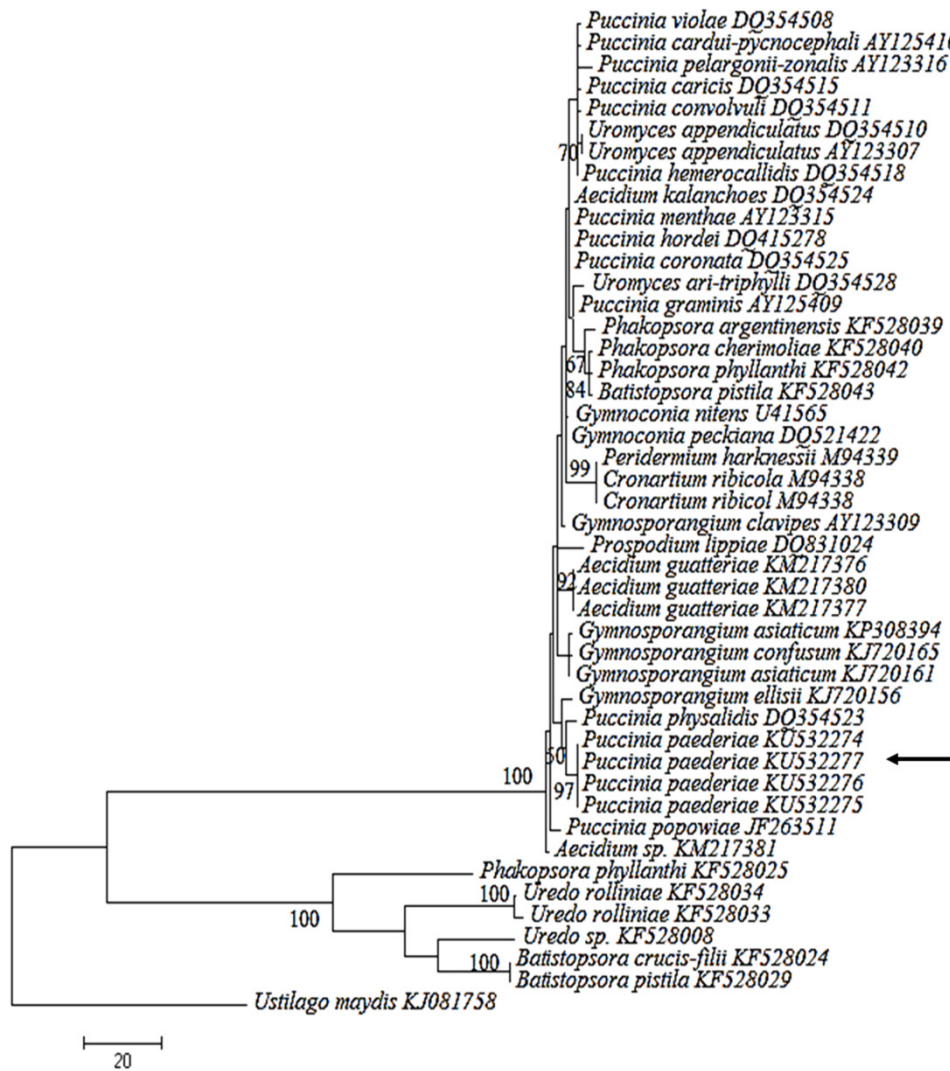 Puccinia violae DQ354508
Puccinia cardui-pycnocephali AY12541
Puccinia pelargonii-zonalis AY123316
Puccinia caricis DQ354515
Puccinia convolvuli DQ354511
Uromyces appendiculatus DQ354510
70 Uromyces appendiculatus AY123307
Puccinia hemerocallidis DQ354518
Aecidium kalanchoes DQ354524
Puccinia menthae AY123315
Puccinia hordei DQ415278
Puccinia coronata DQ354525
Uromyces ari-triphylli DQ354528
Puccinia graminis AY125409
Phakopsora argentinensis KF528039
Phakopsora cherimoliae KF528040
67 Phakopsora phyllanthi KF528042
84 Batistopsora pistila KF528043
Gymnoconia nitens U41565
Gymnoconia peckiana DQ521422
Peridermium harknessii M94339
99 Cronartium ribicola M94338
Cronartium ribicol M94338
Gymnosporangium clavipes AY123309
Prospodium lippiae DQ831024
Aecidium guatteriae KM217376
92 Aecidium guatteriae KM217380
Aecidium guatteriae KM217377
Gymnosporangium asiaticum KP308394
Gymnosporangium confusum KJ720165
Gymnosporangium asiaticum KJ720161
Gymnosporangium ellisii KJ720156
Puccinia physalidis DQ354523
Puccinia paederiae KU532274
50 Puccinia paederiae KU532277
100 Puccinia paederiae KU532276
97 Puccinia paederiae KU532275
Puccinia popowiae JF263511
Aecidium sp. KM217381
Phakopsora phyllanthi KF528025
100 Uredo rolliniae KF528034
100 Uredo rolliniae KF528033
Uredo sp. KF528008
100 Batistopsora crucis-filii KF528024
Batistopsora pistila KF528029
Ustilago maydis KJ081758
20